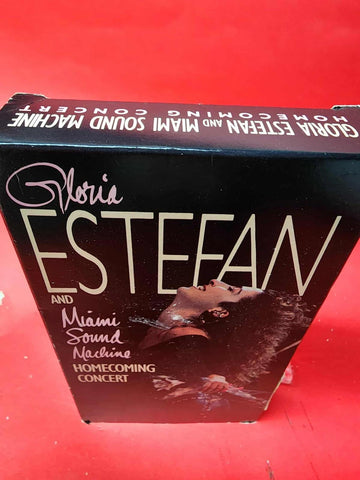 GLORIA ESTEFAN AND MIAMI SOUND MACHINE
HOMECOMING CONCERT
Gloria
ESTEFAN
AND
Miami
Sound
Machine
HOMECOMING
CONCERT